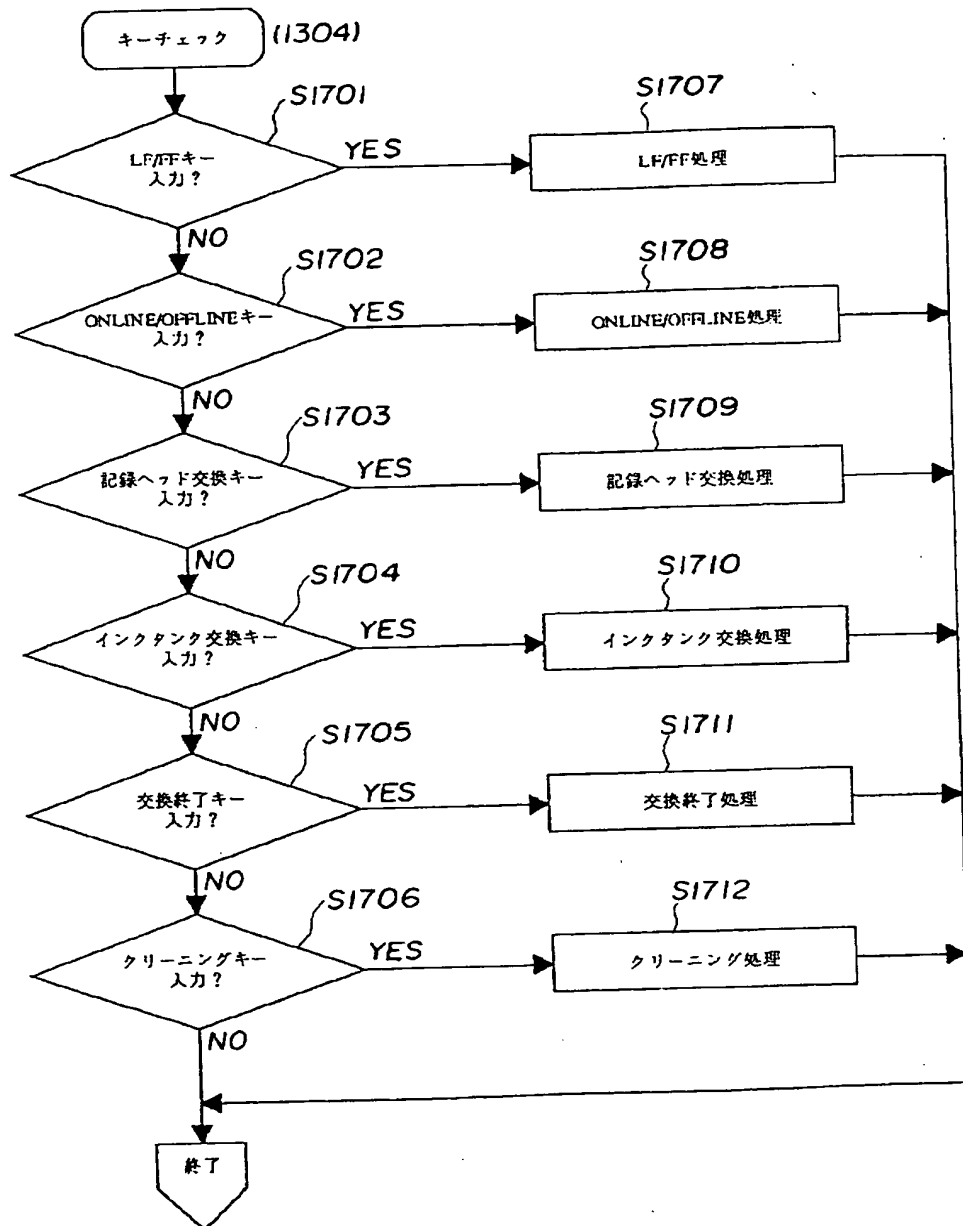 キーチェック (1304)
S1701
LF/FFキー
入力？
YES
S1707
LF/FF処理
NO
S1702
ONLINE/OFFLINEキー
入力？
YES
S1708
ONLINE/OFFLINE処理
NO
S1703
記録ヘッド交換キー
入力？
YES
S1709
記録ヘッド交換処理
NO
S1704
インクタンク交換キー
入力？
YES
S1710
インクタンク交換処理
NO
S1705
交換終了キー
入力？
YES
S1711
交換終了処理
NO
S1706
クリーニングキー
入力？
YES
S1712
クリーニング処理
NO
終了